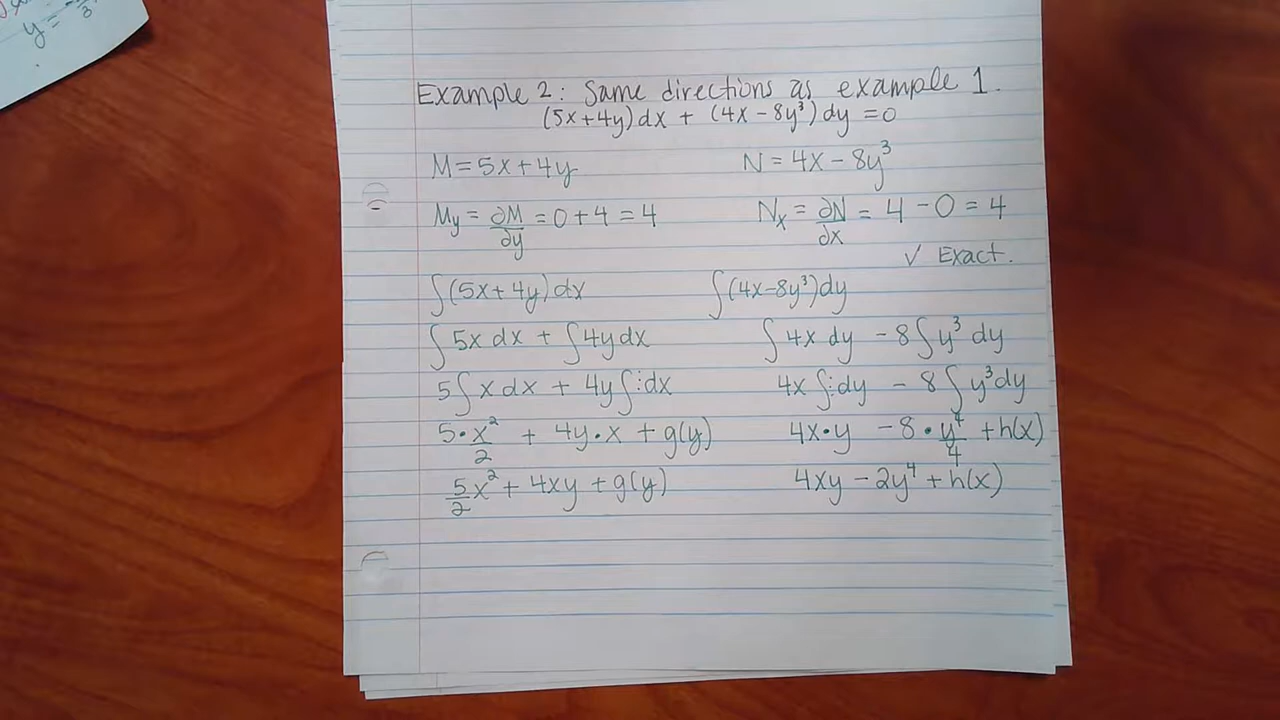 y = -
3
Example 2: Same directions as example 1.
(5x+4y)dx + (4x-8y³)dy =0
M=5x+4y N=4x-8y³
My = ∂M/∂y = 0+4 = 4 Nx = ∂N/∂x = 4-0=4
✓ Exact.
∫(5x+4y)dx ∫(4x-8y³)dy
∫5x dx + ∫4y dx ∫4x dy - 8∫y³ dy
5∫x dx + 4y∫dx 4x∫dy - 8∫y³dy
5•x²/2 + 4y•x + g(y) 4x•y - 8•y⁴/4 + h(x)
5/2x² + 4xy + g(y) 4xy - 2y⁴ + h(x)